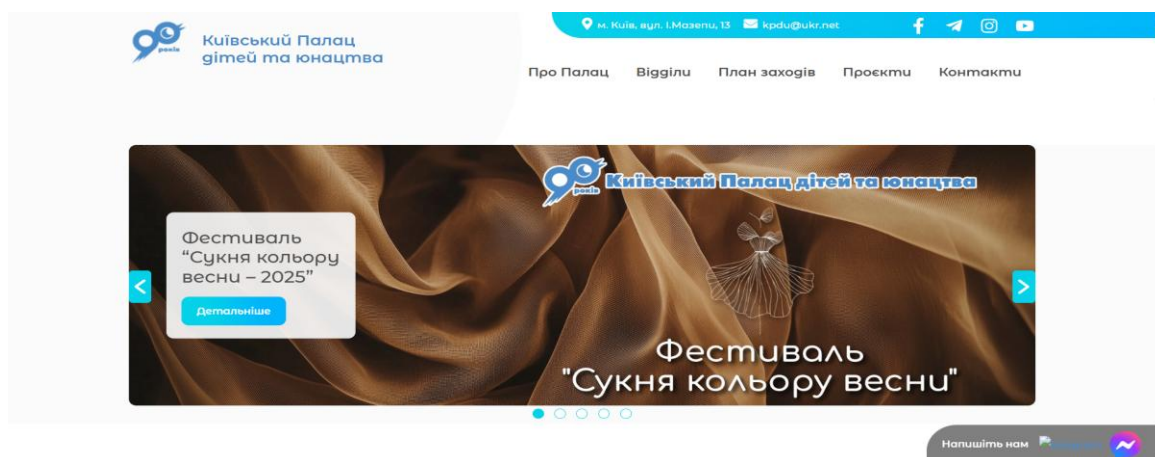 м. Київ, вул. І.Мазепи, 13 kpdu@ukr.net
90 років
Київський Палац
дітей та юнацтва
Про Палац Відділи План заходів Проєкти Контакти
90 років Київський Палац дітей та юнацтва
Фестиваль
“Сукня кольору
весни – 2025”
Детальніше
Фестиваль
"Сукня кольору весни"
Напишіть нам